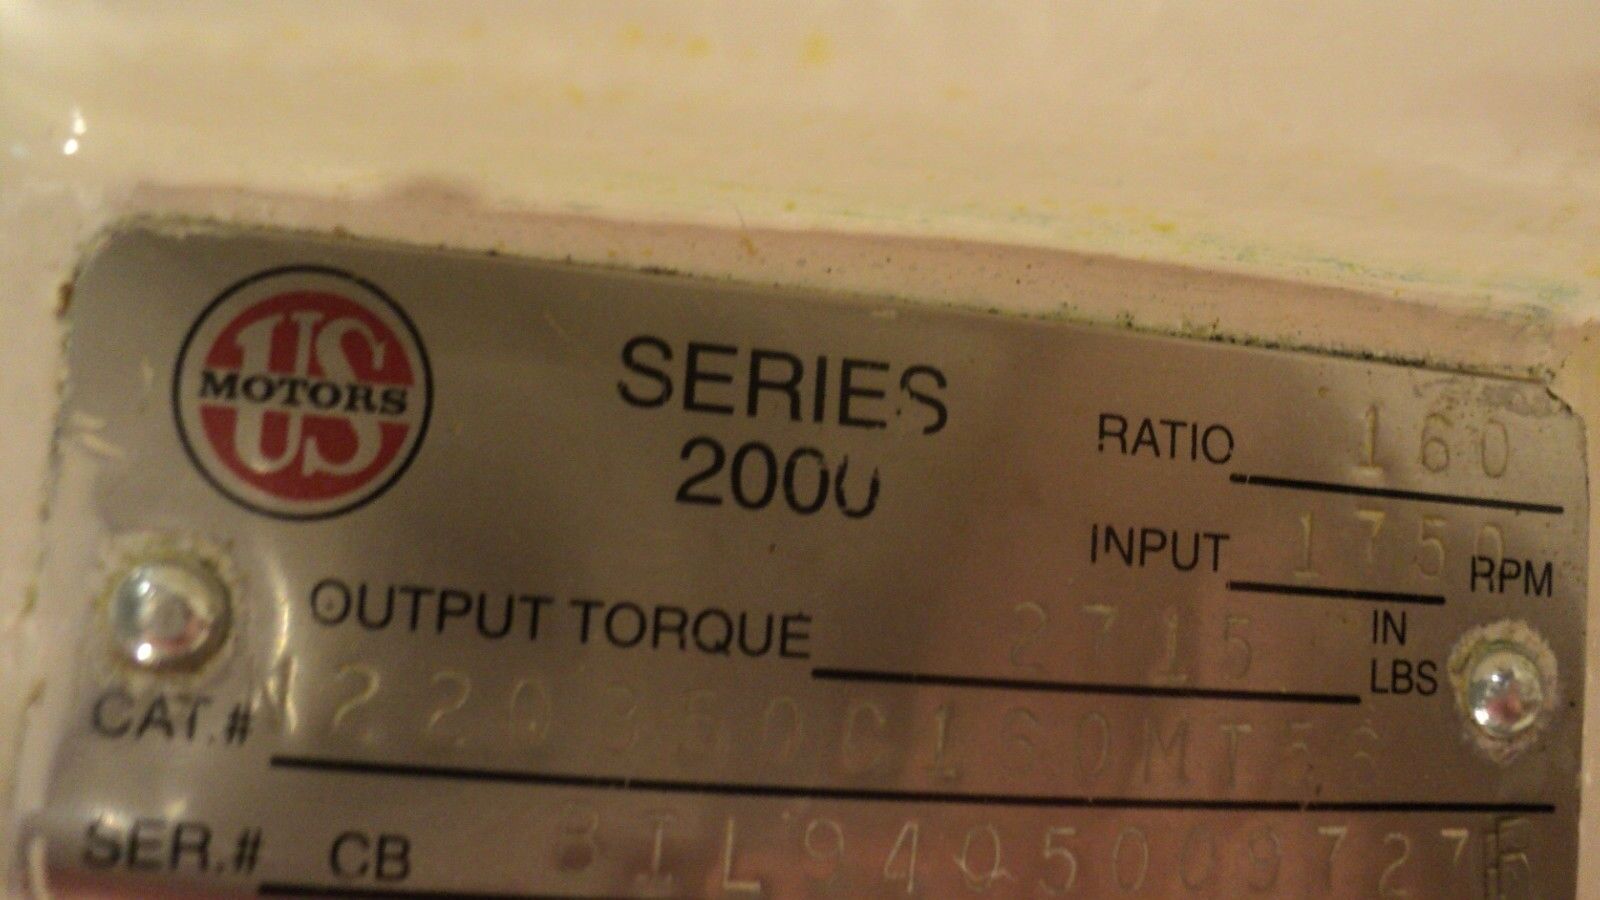 US
MOTORS
SERIES
2000
RATIO 160
INPUT 1750 RPM
OUTPUT TORQUE 2715 IN LBS
CAT.#
SER.# CB